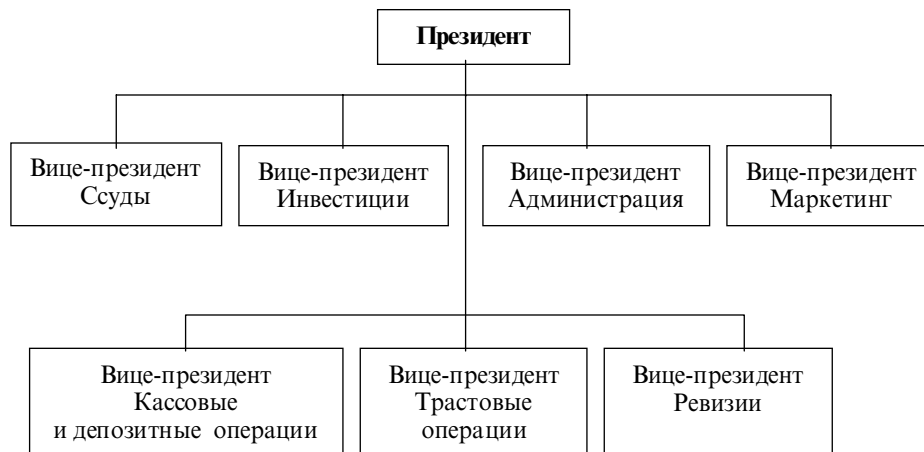 Президент
Вице-президент
Ссуды
Вице-президент
Инвестиции
Вице-президент
Администрация
Вице-президент
Маркетинг
Вице-президент
Кассовые
и депозитные операции
Вице-президент
Трастовые
операции
Вице-президент
Ревизии